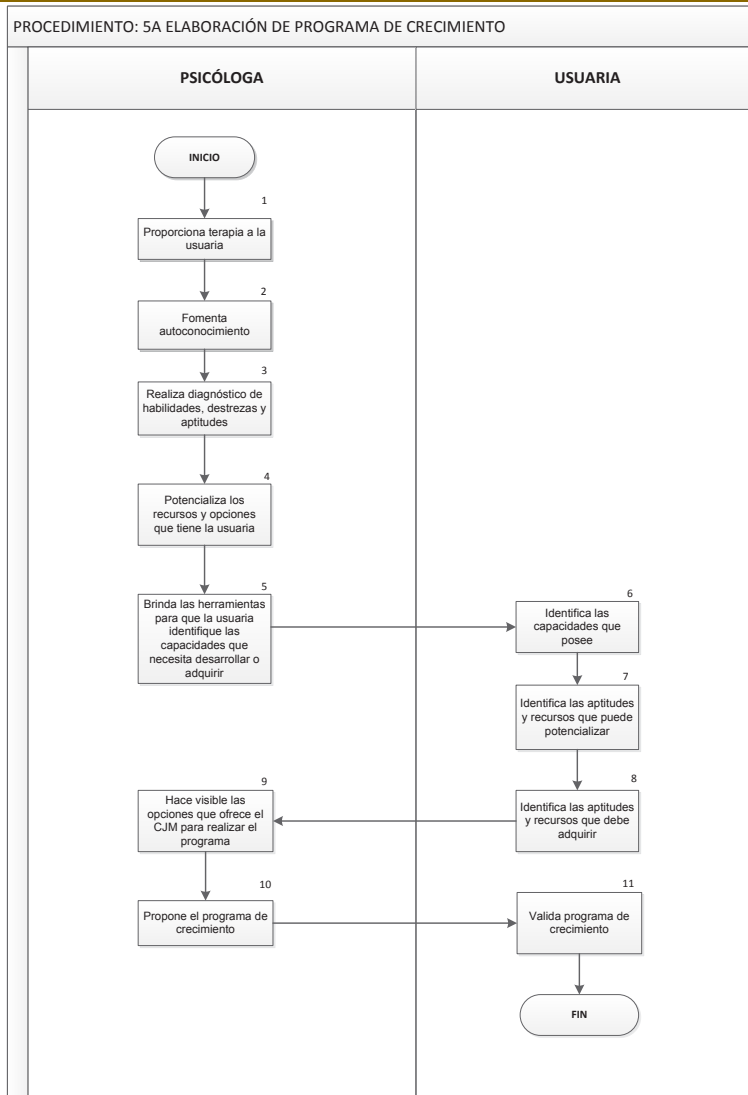 PROCEDIMIENTO: 5A ELABORACIÓN DE PROGRAMA DE CRECIMIENTO
PSICÓLOGA
USUARIA
INICIO
1
Proporciona terapia a la
usuaria
2
Fomenta
autoconocimiento
3
Realiza diagnóstico de
habilidades, destrezas y
aptitudes
4
Potencializa los
recursos y opciones
que tiene la usuaria
5
Brinda las herramientas
para que la usuaria
identifique las
capacidades que
necesita desarrollar o
adquirir
6
Identifica las
capacidades que
posee
7
Identifica las aptitudes
y recursos que puede
potencializar
8
Identifica las aptitudes
y recursos que debe
adquirir
9
Hace visible las
opciones que ofrece el
CJM para realizar el
programa
10
Propone el programa de
crecimiento
11
Valida programa de
crecimiento
FIN